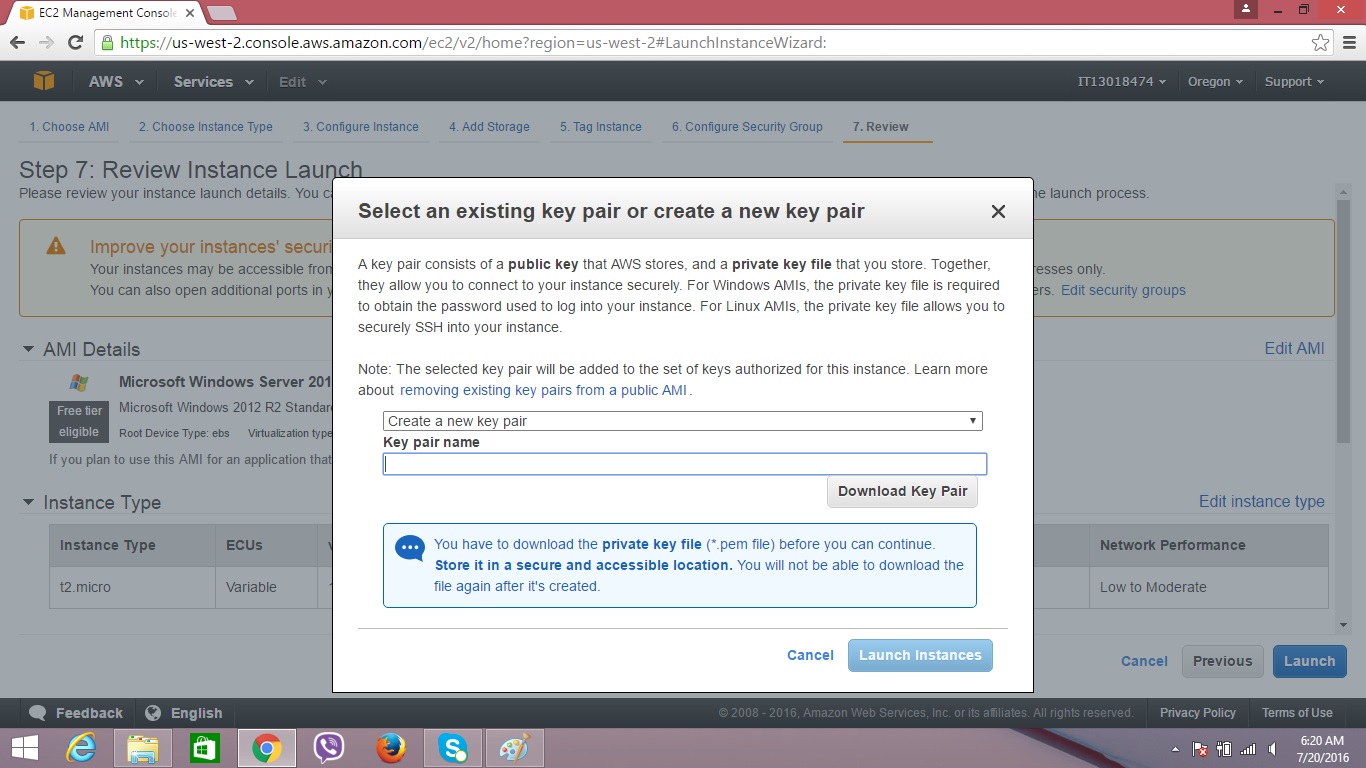 EC2 Management Console
https://us-west-2.console.aws.amazon.com/ec2/v2/home?region=us-west-2#LaunchInstanceWizard:
AWS Services Edit IT13018474 Oregon Support
1. Choose AMI 2. Choose Instance Type 3. Configure Instance 4. Add Storage 5. Tag Instance 6. Configure Security Group 7. Review
Step 7: Review Instance Launch
Please review your instance launch details. You
he launch process.
Improve your instances' securi
Your instances may be accessible from
resses only.
You can also open additional ports in
ers. Edit security groups
AMI Details
Edit AMI
Microsoft Windows Server 201
Free tier
eligible
Microsoft Windows 2012 R2 Standar
Root Device Type: ebs Virtualization type
If you plan to use this AMI for an application that
Instance Type
Edit instance type
Instance Type ECUs Network Performance
t2.micro Variable Low to Moderate
Select an existing key pair or create a new key pair
A key pair consists of a public key that AWS stores, and a private key file that you store. Together,
they allow you to connect to your instance securely. For Windows AMIs, the private key file is required
to obtain the password used to log into your instance. For Linux AMIs, the private key file allows you to
securely SSH into your instance.
Note: The selected key pair will be added to the set of keys authorized for this instance. Learn more
about removing existing key pairs from a public AMI.
Create a new key pair
Key pair name
Download Key Pair
You have to download the private key file (*.pem file) before you can continue.
Store it in a secure and accessible location. You will not be able to download the
file again after it's created.
Cancel Launch Instances
Cancel Previous Launch
Feedback English © 2008 - 2016, Amazon Web Services, Inc. or its affiliates. All rights reserved. Privacy Policy Terms of Use
6:20 AM
7/20/2016